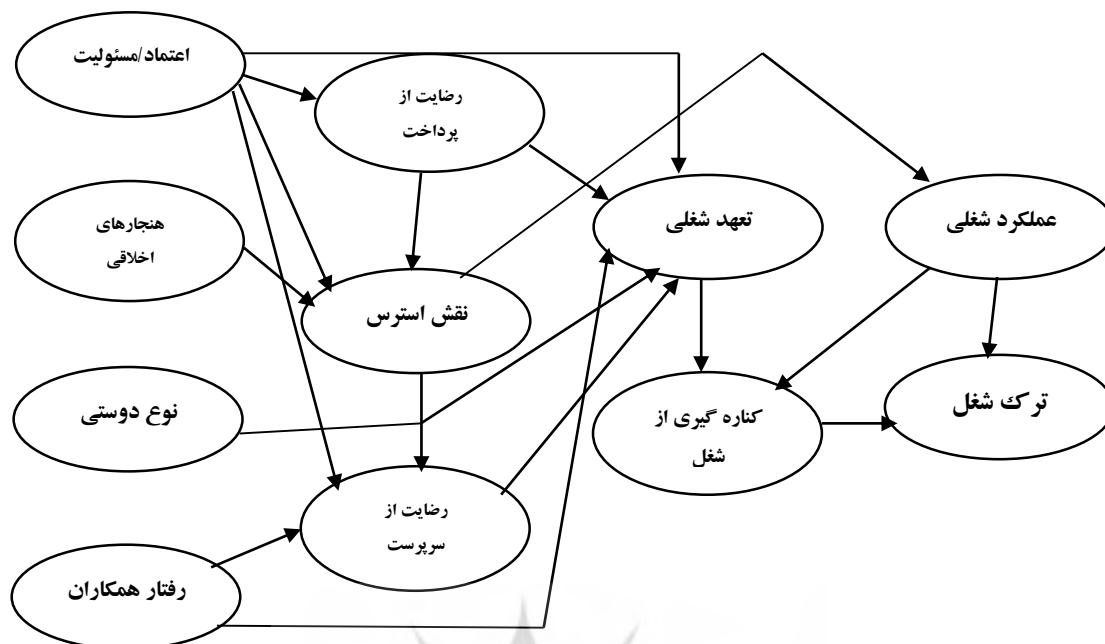 اعتماد/مسئولیت
رضایت از
پرداخت
هنجارهای
اخلاقی
تعهد شغلی
عملکرد شغلی
نقش استرس
نوع دوستی
کناره گیری از
شغل
ترک شغل
رضایت از
سرپرست
رفتار همکاران